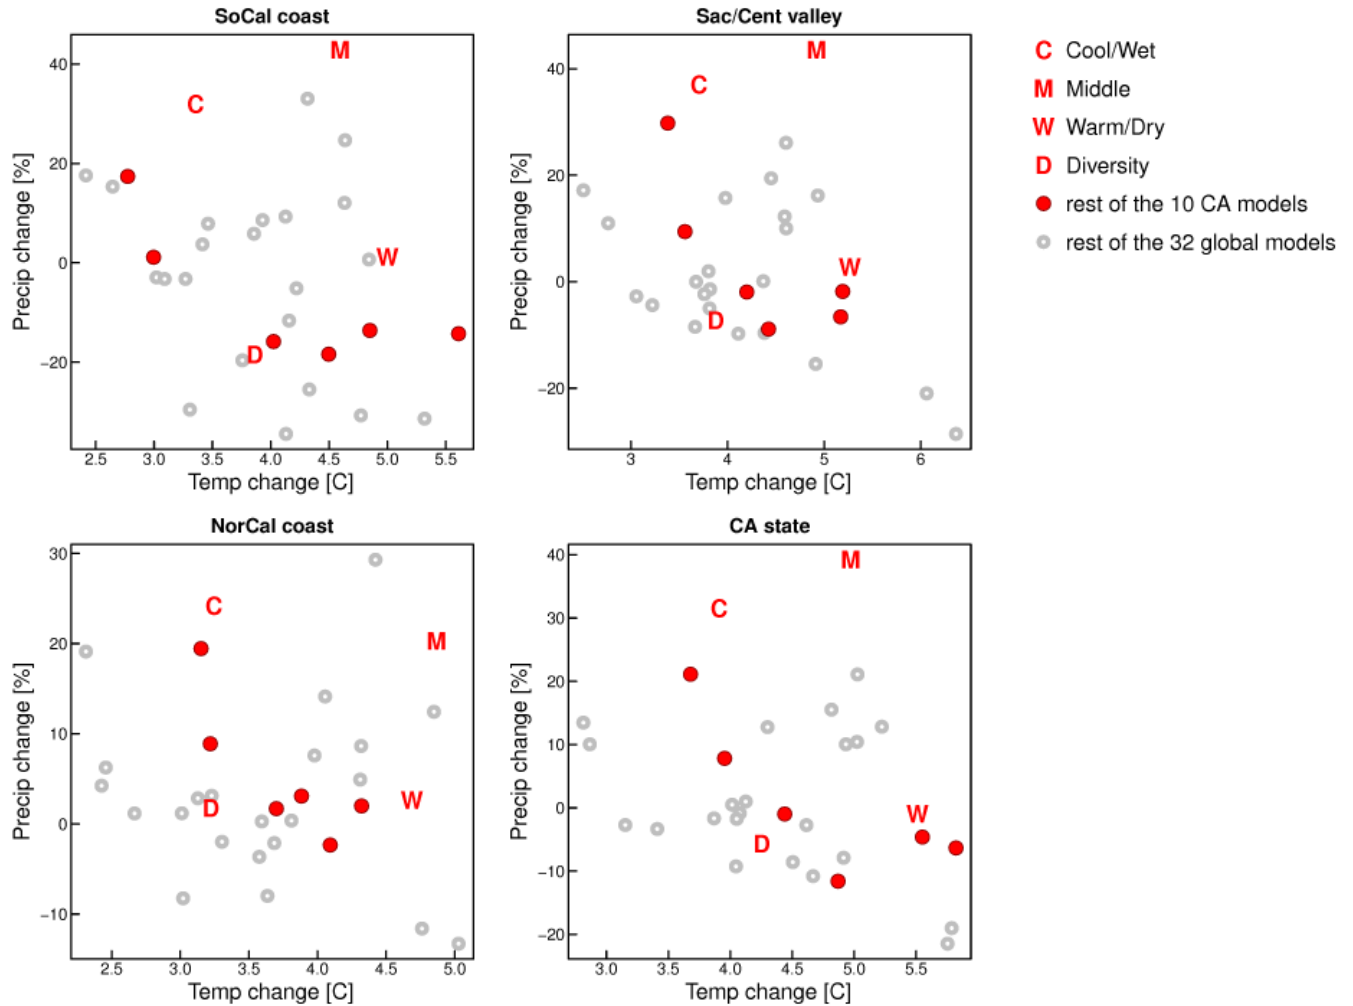 SoCal coast
M
C
W
D
40
20
0
−20
2.5 3.0 3.5 4.0 4.5 5.0 5.5
Precip change [%]
Temp change [C]
Sac/Cent valley
M
C
W
D
40
20
0
−20
3 4 5 6
Precip change [%]
Temp change [C]
C Cool/Wet
M Middle
W Warm/Dry
D Diversity
rest of the 10 CA models
rest of the 32 global models
NorCal coast
C
M
W
D
30
20
10
0
−10
2.5 3.0 3.5 4.0 4.5 5.0
Precip change [%]
Temp change [C]
CA state
M
C
W
D
40
30
20
10
0
−10
−20
3.0 3.5 4.0 4.5 5.0 5.5
Precip change [%]
Temp change [C]